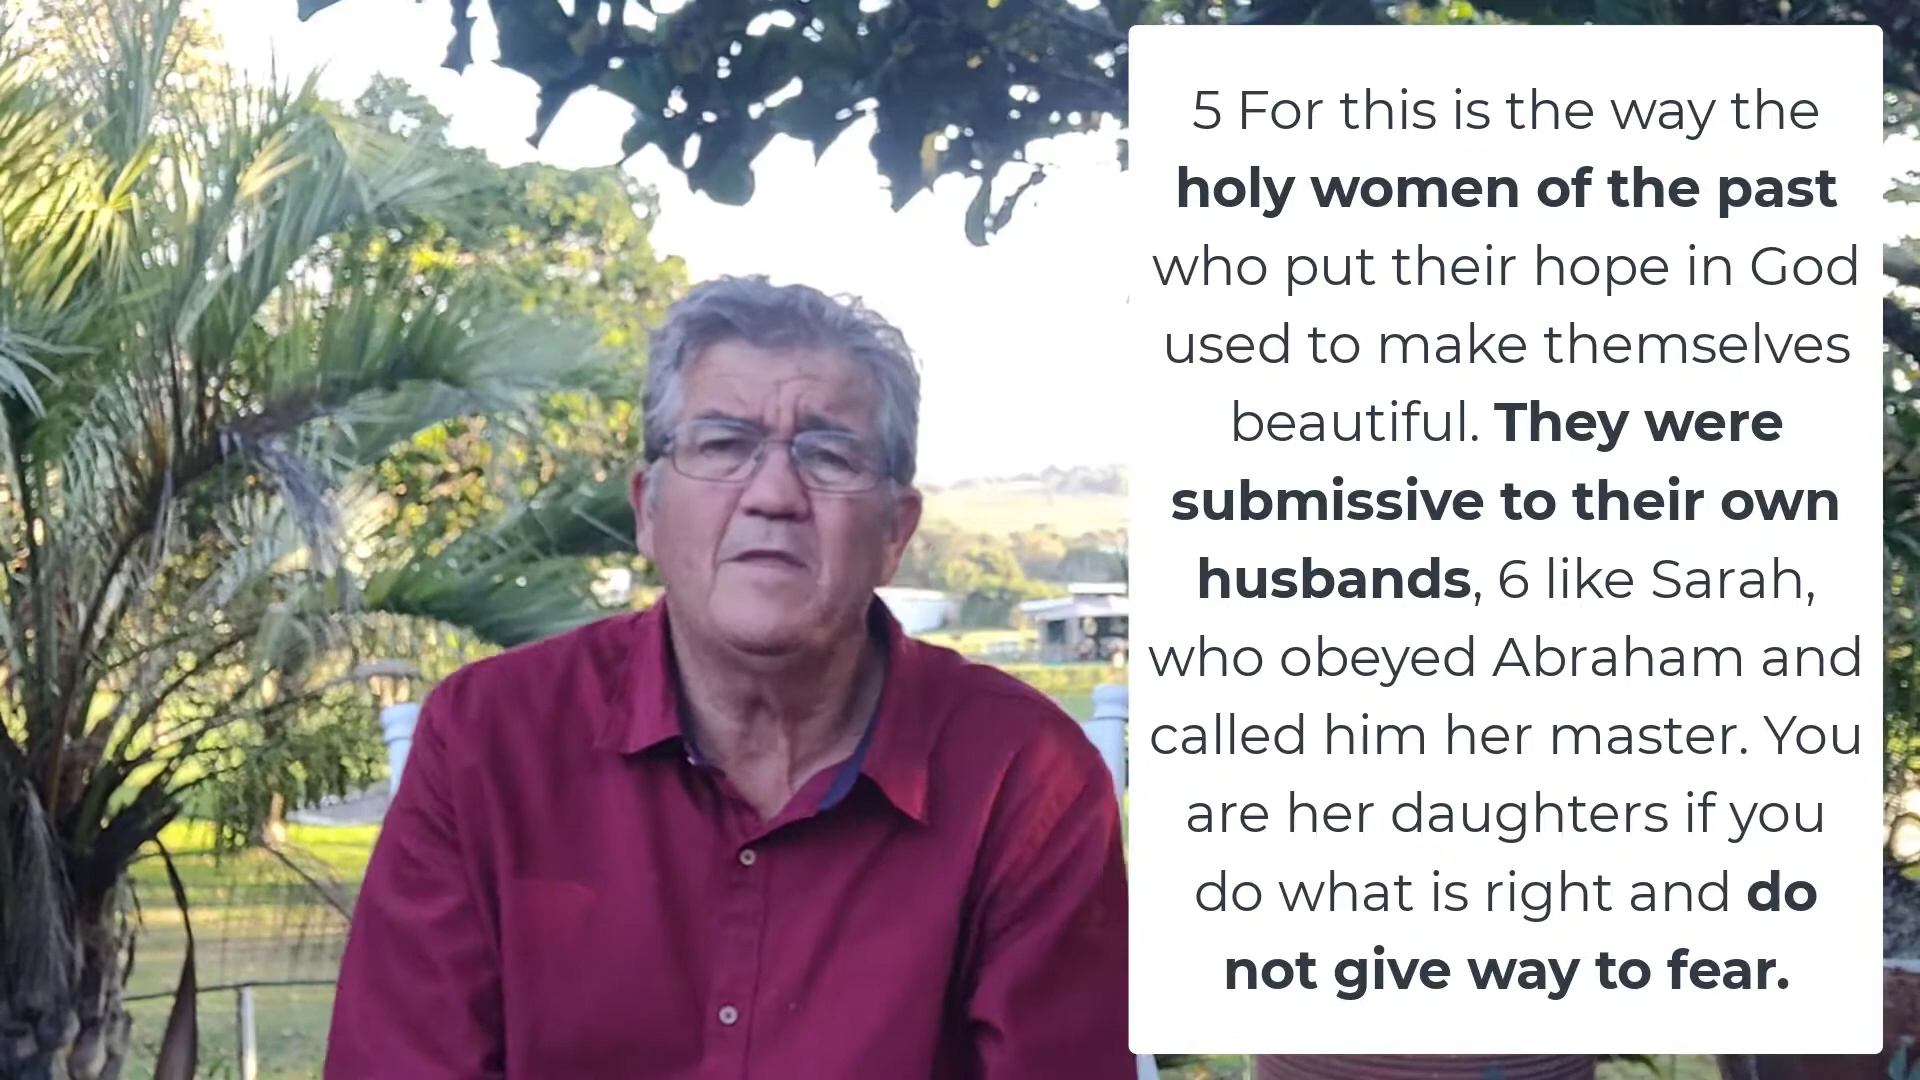 5 For this is the way the
holy women of the past
who put their hope in God
used to make themselves
beautiful. They were
submissive to their own
husbands, 6 like Sarah,
who obeyed Abraham and
called him her master. You
are her daughters if you
do what is right and do
not give way to fear.